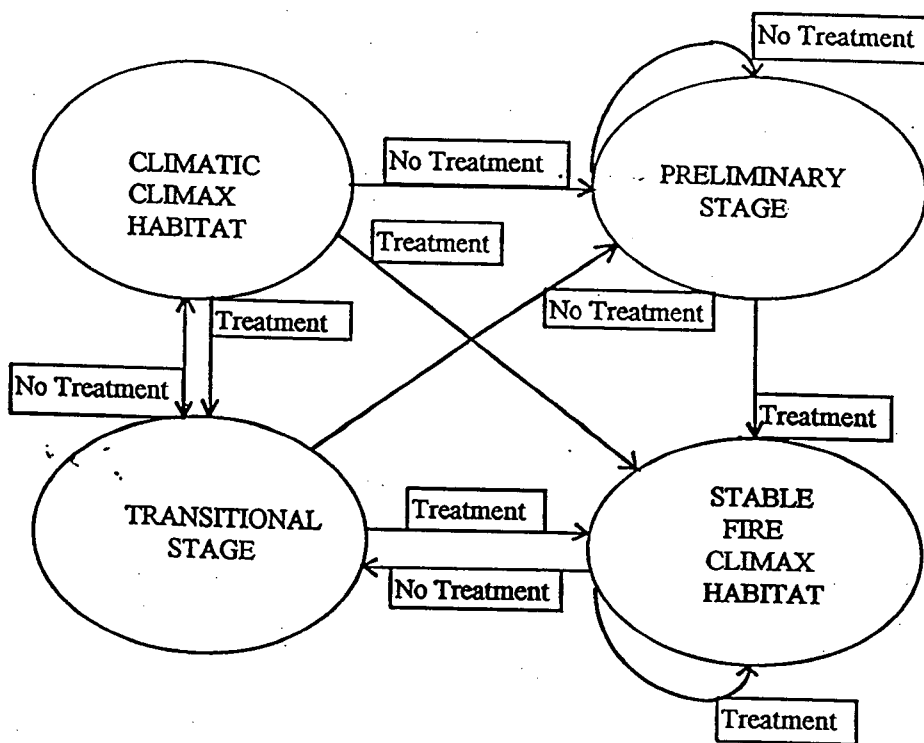 No Treatment
CLIMATIC
CLIMAX
HABITAT
No Treatment
PRELIMINARY
STAGE
Treatment
Treatment
No Treatment
No Treatment
Treatment
TRANSITIONAL
STAGE
Treatment
No Treatment
STABLE
FIRE
CLIMAX
HABITAT
Treatment